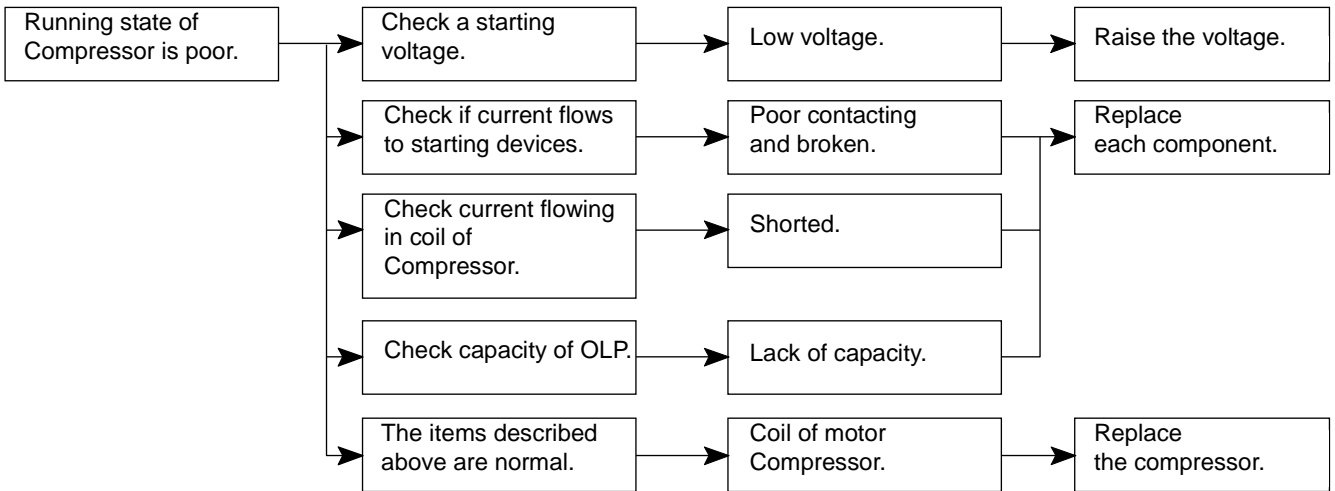 Running state of
Compressor is poor.
Check a starting
voltage.
Low voltage.
Raise the voltage.
Check if current flows
to starting devices.
Poor contacting
and broken.
Replace
each component.
Check current flowing
in coil of
Compressor.
Shorted.
Check capacity of OLP.
Lack of capacity.
The items described
above are normal.
Coil of motor
Compressor.
Replace
the compressor.